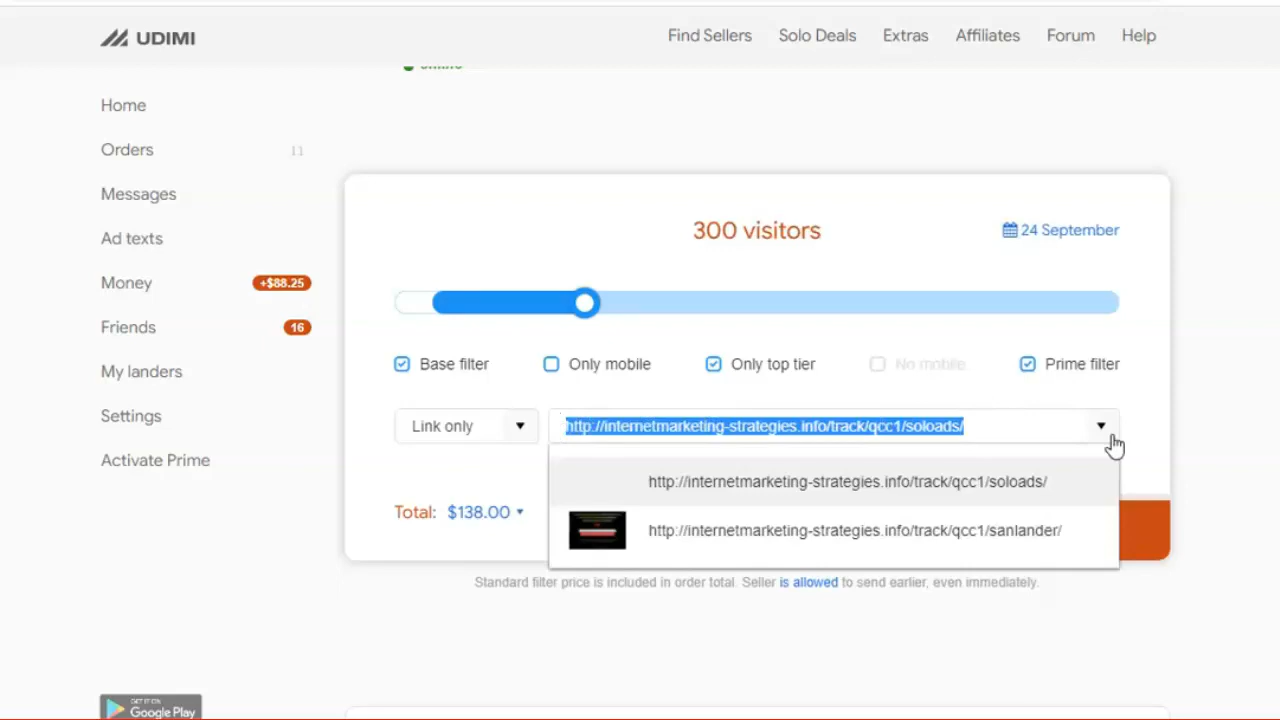 UDIMI
Find Sellers Solo Deals Extras Affiliates Forum Help
Home
Orders 11
Messages
Ad texts
Money +$88.25
Friends 16
My landers
Settings
Activate Prime
300 visitors
24 September
Base filter Only mobile Only top tier No mobile Prime filter
Link only http://internetmarketing-strategies.info/track/qcc1/soloads/
http://internetmarketing-strategies.info/track/qcc1/soloads/
http://internetmarketing-strategies.info/track/qcc1/sanlander/
Total: $138.00
Standard filter price is included in order total. Seller is allowed to send earlier, even immediately.
GET IT ON
Google Play